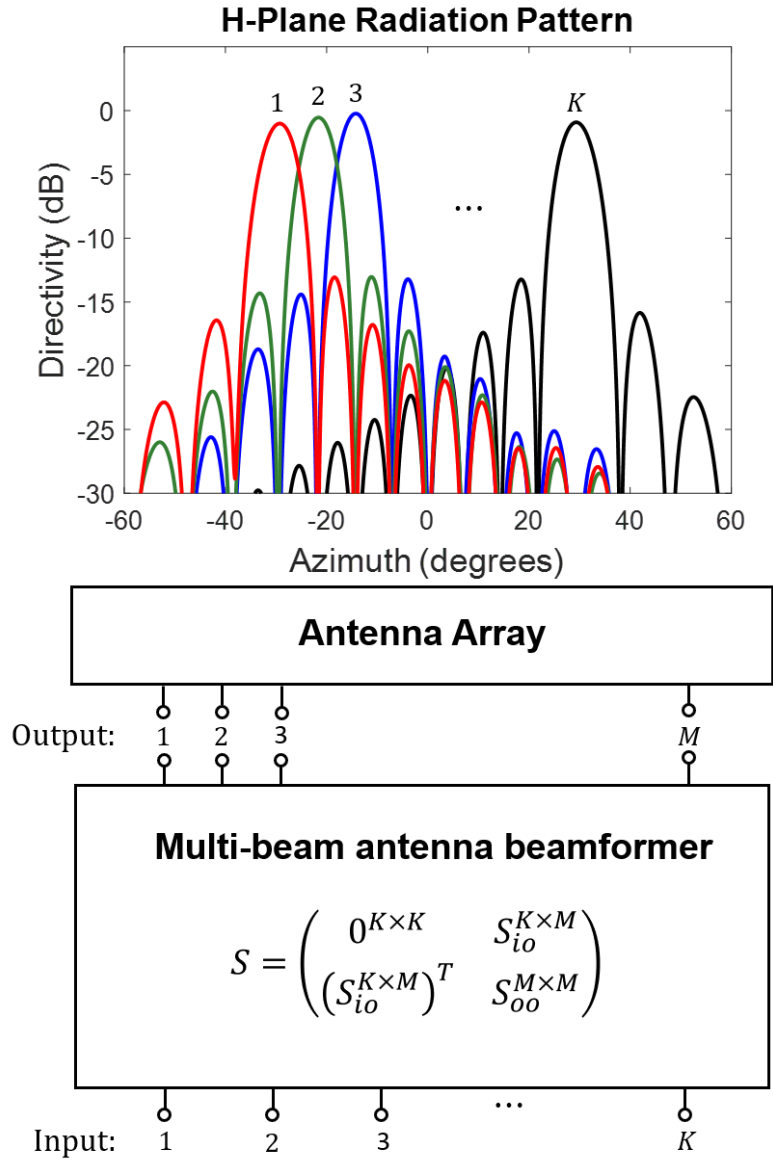 H-Plane Radiation Pattern
1 2 3 K
0
-5
-10
-15
-20
-25
-30
...
Directivity (dB)
-60 -40 -20 0 20 40 60
Azimuth (degrees)
Antenna Array
Output: 1 2 3 M
Multi-beam antenna beamformer
S = ( 0^{K×K} S_{io}^{K×M} (S_{io}^{K×M})^T S_{oo}^{M×M} )
...
Input: 1 2 3 K